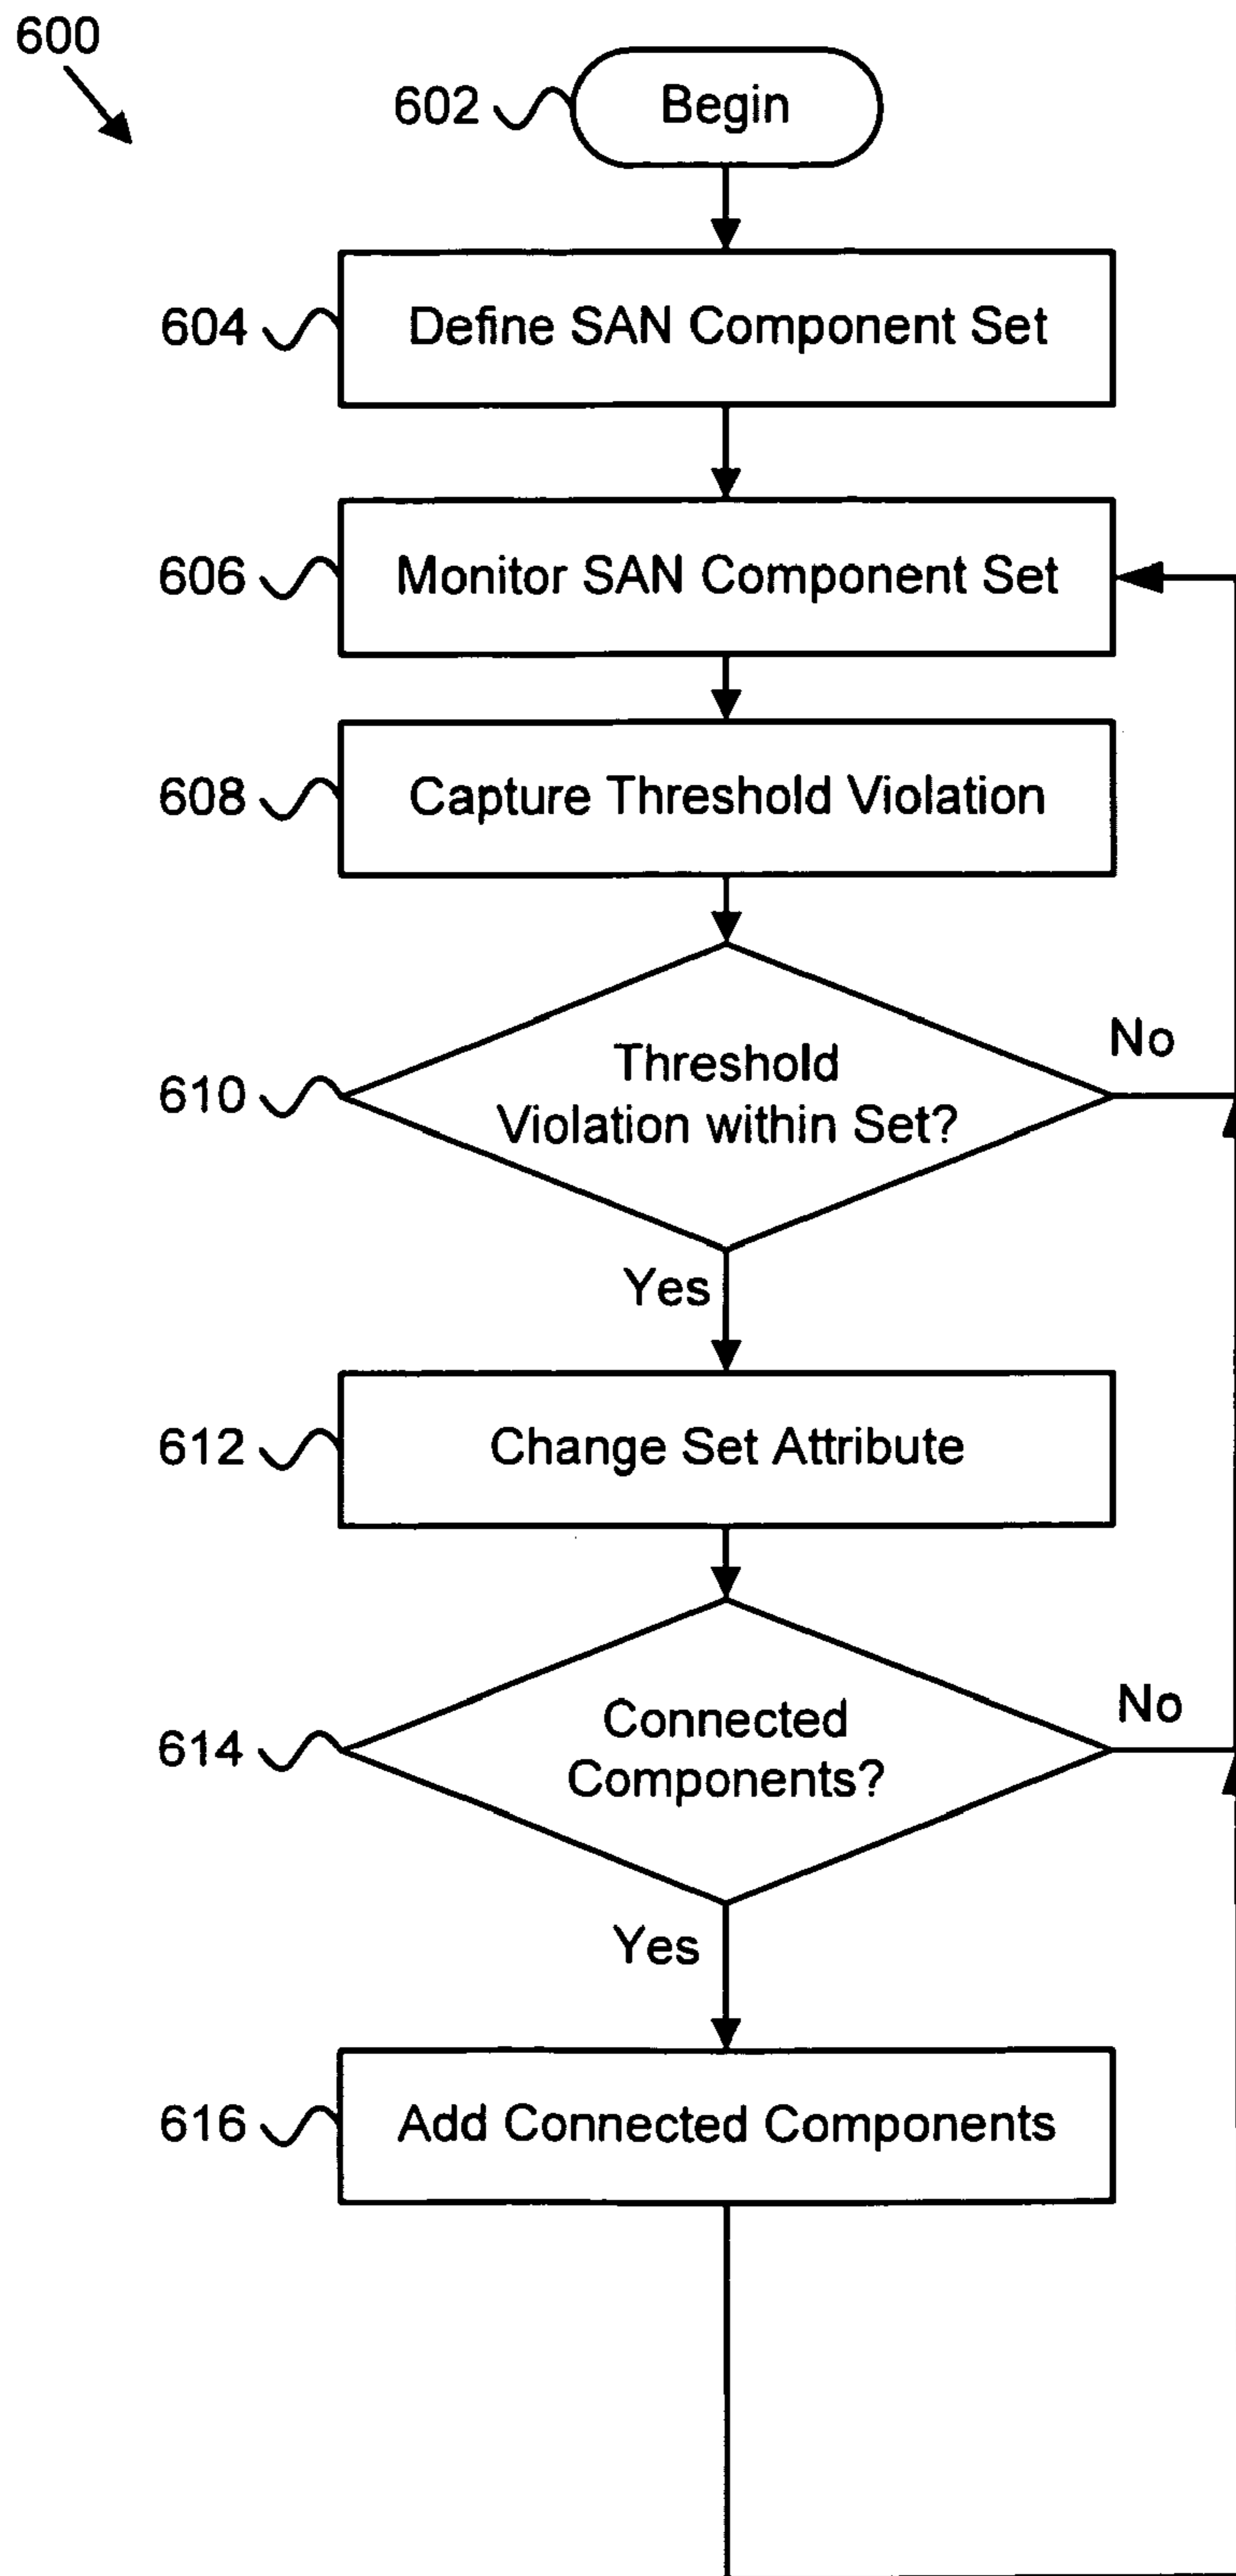 600
602
Begin
604
Define SAN Component Set
606
Monitor SAN Component Set
608
Capture Threshold Violation
610
Threshold
Violation within Set?
No
Yes
612
Change Set Attribute
614
Connected
Components?
No
Yes
616
Add Connected Components